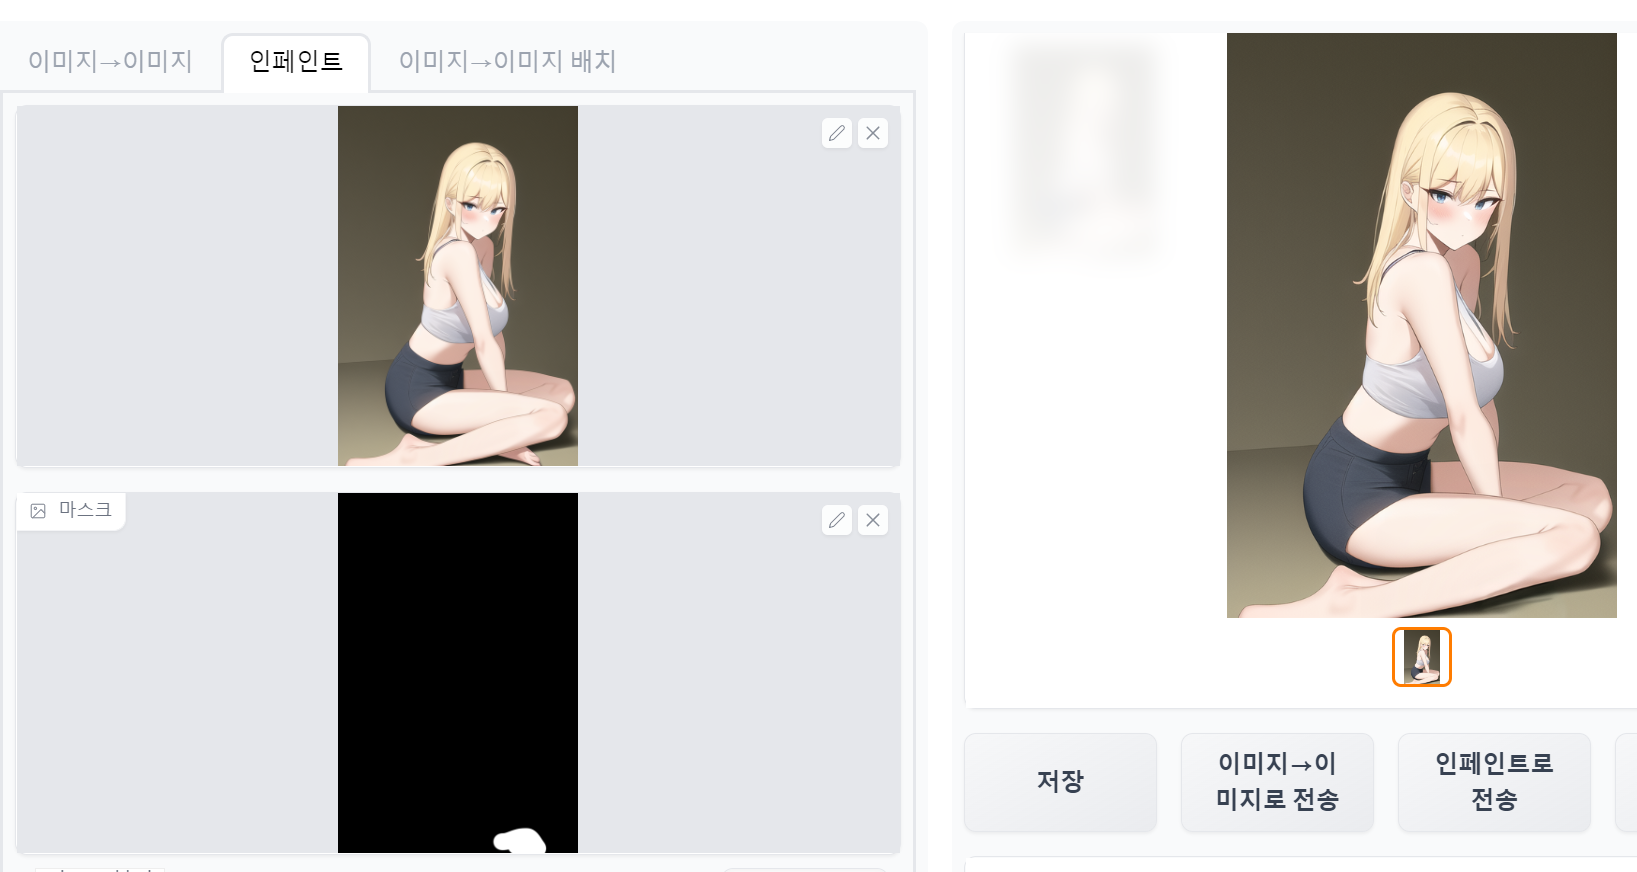 이미지→이미지
인페인트
이미지→이미지 배치
마스크
저장
이미지→이
미지로 전송
인페인트로
전송